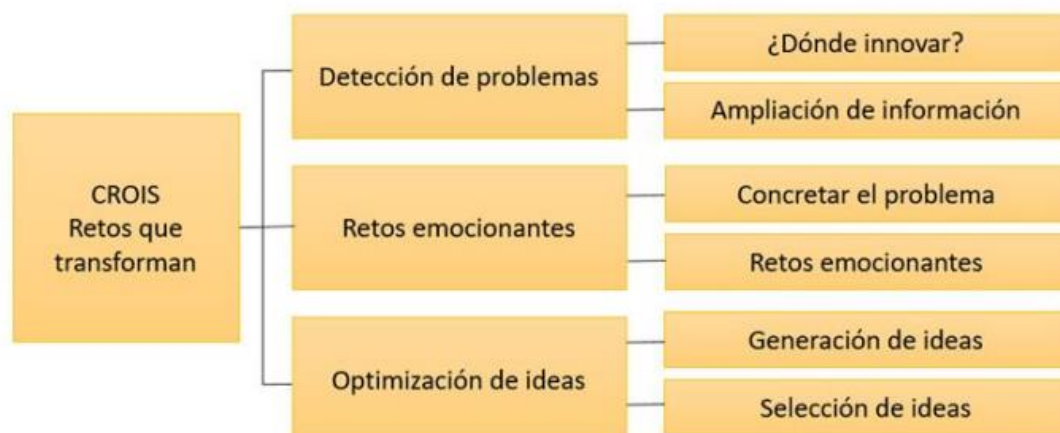 CROIS
Retos que
transforman
Detección de problemas
¿Dónde innovar?
Ampliación de información
Retos emocionantes
Concretar el problema
Retos emocionantes
Optimización de ideas
Generación de ideas
Selección de ideas